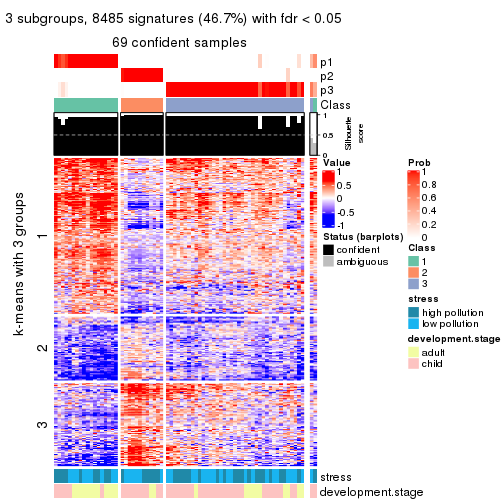 3 subgroups, 8485 signatures (46.7%) with fdr < 0.05
69 confident samples
p1
p2
p3
Class
1
0.5
0
Silhouette
score
k-means with 3 groups
1
2
3
Value
1
0.5
0
-0.5
-1
Status (barplots)
confident
ambiguous
Prob
1
0.8
0.6
0.4
0.2
0
Class
1
2
3
stress
high pollution
low pollution
development.stage
adult
child
stress
development.stage